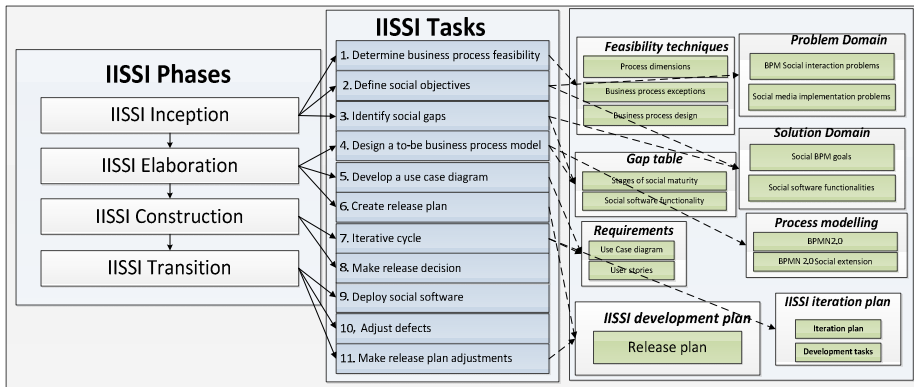 IISSI Phases
IISSI Inception
IISSI Elaboration
IISSI Construction
IISSI Transition
IISSI Tasks
1. Determine business process feasibility
2. Define social objectives
3. Identify social gaps
4. Design a to-be business process model
5. Develop a use case diagram
6. Create release plan
7. Iterative cycle
8. Make release decision
9. Deploy social software
10, Adjust defects
11. Make release plan adjustments
Feasibility techniques
Process dimensions
Business process exceptions
Business process design
Gap table
Stages of social maturity
Social software functionality
Requirements
Use Case diagram
User stories
IISSI development plan
Release plan
Problem Domain
BPM Social interaction problems
Social media implementation problems
Solution Domain
Social BPM goals
Social software functionalities
Process modelling
BPMN2,0
BPMN 2,0 Social extension
IISSI iteration plan
Iteration plan
Development tasks